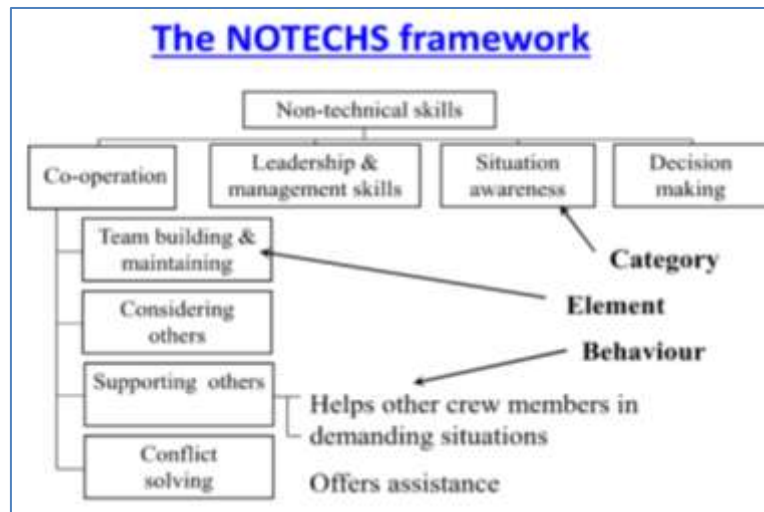 The NOTECHS framework
Non-technical skills
Co-operation
Leadership &
management skills
Situation
awareness
Decision
making
Team building &
maintaining
Category
Element
Considering
others
Behaviour
Supporting others
Helps other crew members in
demanding situations
Conflict
solving
Offers assistance